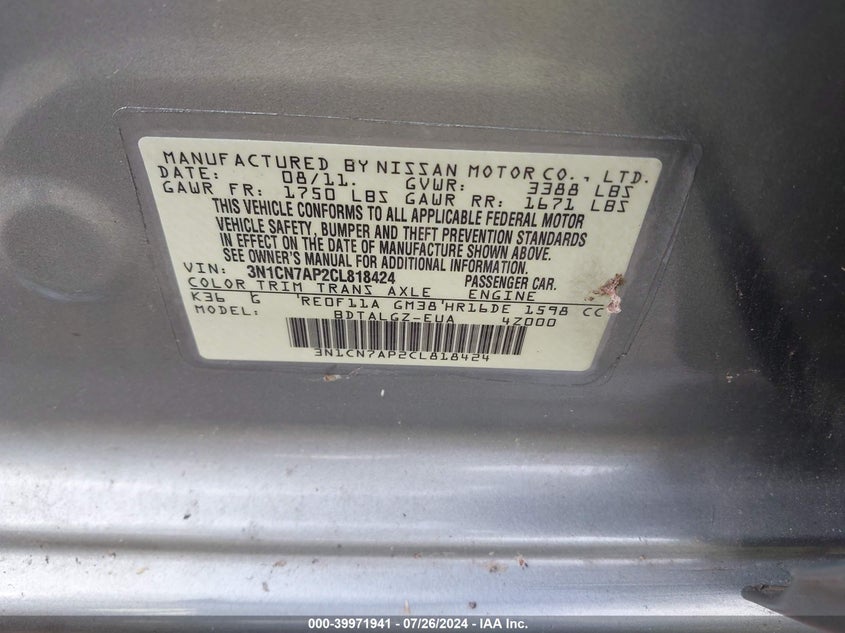 MANUFACTURED BY NISSAN MOTOR CO., LTD.
DATE: 08/11. GVWR: 3388 LBS
GAWR FR: 1750 LBS GAWR RR: 1671 LBS
THIS VEHICLE CONFORMS TO ALL APPLICABLE FEDERAL MOTOR
VEHICLE SAFETY, BUMPER AND THEFT PREVENTION STANDARDS
IN EFFECT ON THE DATE OF MANUFACTURE SHOWN ABOVE.
SEE OWNER'S MANUAL FOR ADDITIONAL INFORMATION.
VIN: 3N1CN7AP2CL818424 PASSENGER CAR.
COLOR TRIM TRANS AXLE ENGINE
K36 G RE0F11A GM38 HR16DE 1598 CC
MODEL: BDTALGZ-EUA 4Z000
3N1CN7AP2CL818424
000-39971941 - 07/26/2024 - IAA Inc.